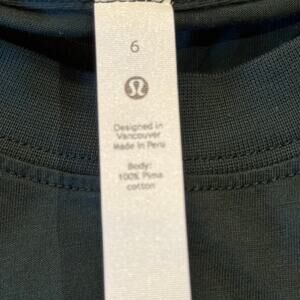 6
Designed in
Vancouver
Made in Peru
Body:
100% Pima
cotton